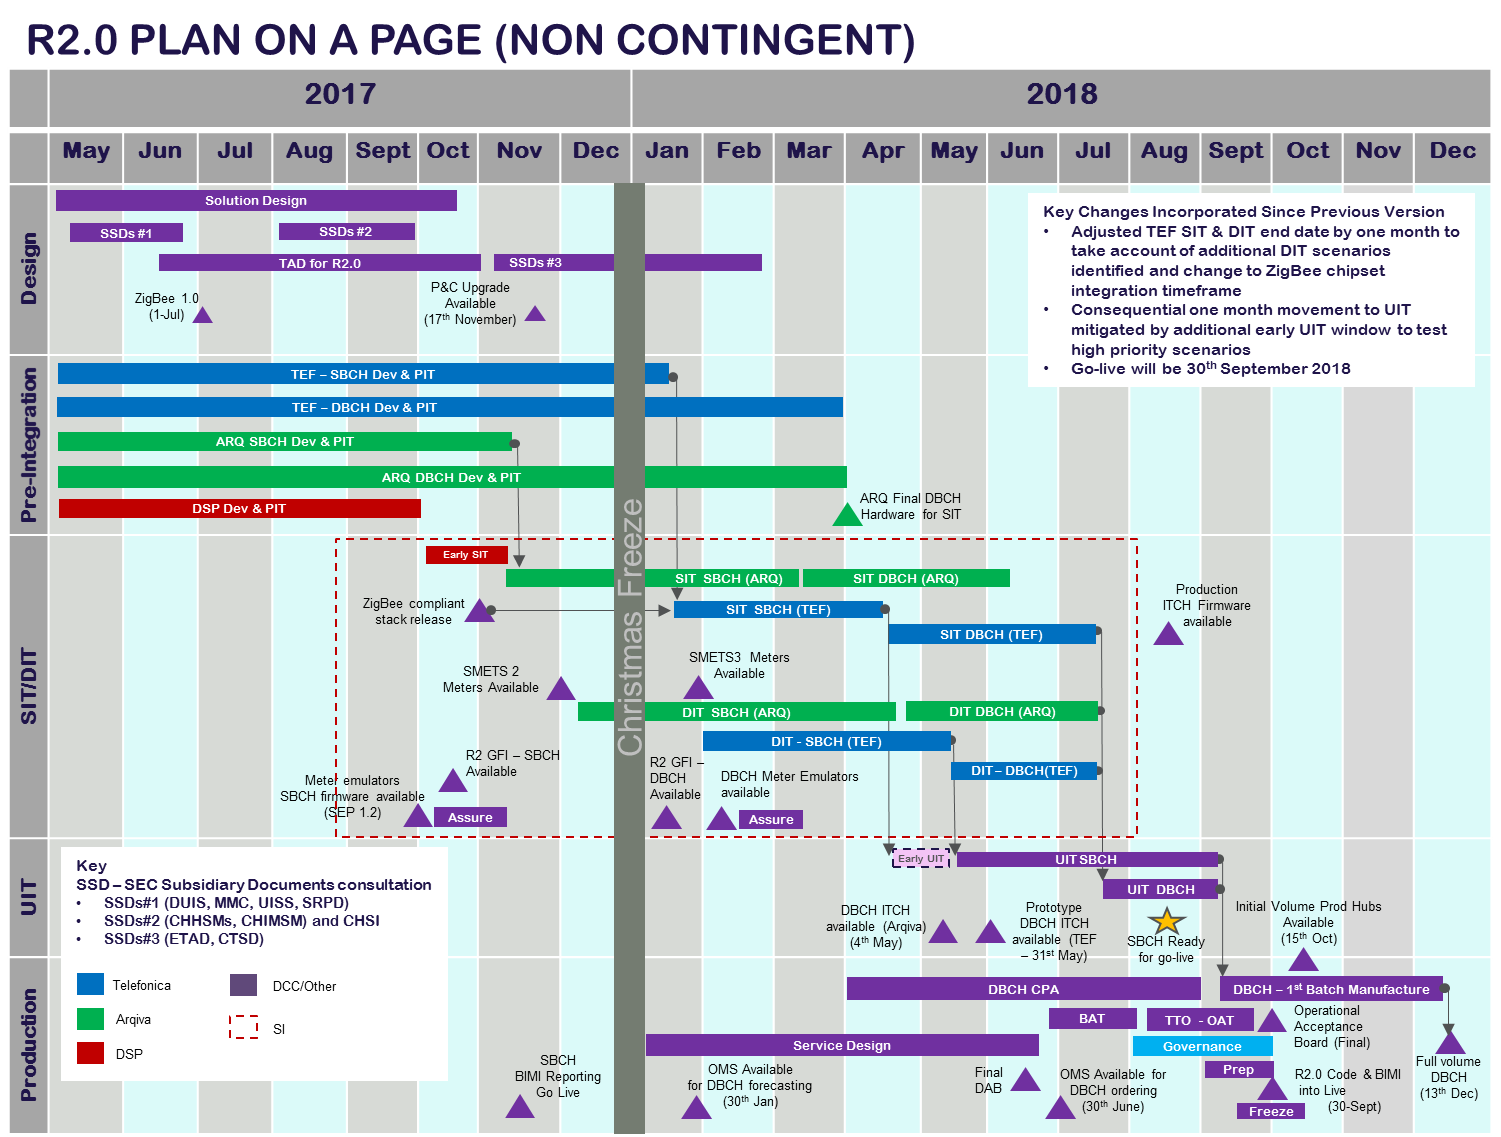 R2.0 PLAN ON A PAGE (NON CONTINGENT)
2017
2018
May
Jun
Jul
Aug
Sept
Oct
Nov
Dec
Jan
Feb
Mar
Apr
May
Jun
Jul
Aug
Sept
Oct
Nov
Dec
Design
Solution Design
SSDs #1
SSDs #2
TAD for R2.0
SSDs #3
ZigBee 1.0
(1-Jul)
P&C Upgrade
Available
(17th November)
Key Changes Incorporated Since Previous Version
• Adjusted TEF SIT & DIT end date by one month to
take account of additional DIT scenarios
identified and change to ZigBee chipset
integration timeframe
• Consequential one month movement to UIT
mitigated by additional early UIT window to test
high priority scenarios
• Go-live will be 30th September 2018
Pre-Integration
TEF – SBCH Dev & PIT
TEF – DBCH Dev & PIT
ARQ SBCH Dev & PIT
ARQ DBCH Dev & PIT
DSP Dev & PIT
ARQ Final DBCH
Hardware for SIT
Christmas Freeze
SIT/DIT
Early SIT
SIT SBCH (ARQ)
SIT DBCH (ARQ)
ZigBee compliant
stack release
SIT SBCH (TEF)
SIT DBCH (TEF)
Production
ITCH Firmware
available
SMETS 2
Meters Available
SMETS3 Meters
Available
DIT SBCH (ARQ)
DIT DBCH (ARQ)
DIT - SBCH (TEF)
DIT – DBCH(TEF)
R2 GFI – SBCH
Available
Meter emulators
SBCH firmware available
(SEP 1.2)
Assure
R2 GFI –
DBCH
Available
DBCH Meter Emulators
available
Assure
UIT
Early UIT
UIT SBCH
UIT DBCH
DBCH ITCH
available (Arqiva)
(4th May)
Prototype
DBCH ITCH
available (TEF
– 31st May)
SBCH Ready
for go-live
Initial Volume Prod Hubs
Available
(15th Oct)
Key
SSD – SEC Subsidiary Documents consultation
• SSDs#1 (DUIS, MMC, UISS, SRPD)
• SSDs#2 (CHHSMs, CHIMSM) and CHSI
• SSDs#3 (ETAD, CTSD)
Telefonica
DCC/Other
Arqiva
SI
DSP
Production
DBCH CPA
DBCH – 1st Batch Manufacture
BAT
TTO - OAT
Operational
Acceptance
Board (Final)
Service Design
Governance
Prep
Freeze
SBCH
BIMI Reporting
Go Live
OMS Available
for DBCH forecasting
(30th Jan)
Final
DAB
OMS Available for
DBCH ordering
(30th June)
R2.0 Code & BIMI
into Live
(30-Sept)
Full volume
DBCH
(13th Dec)